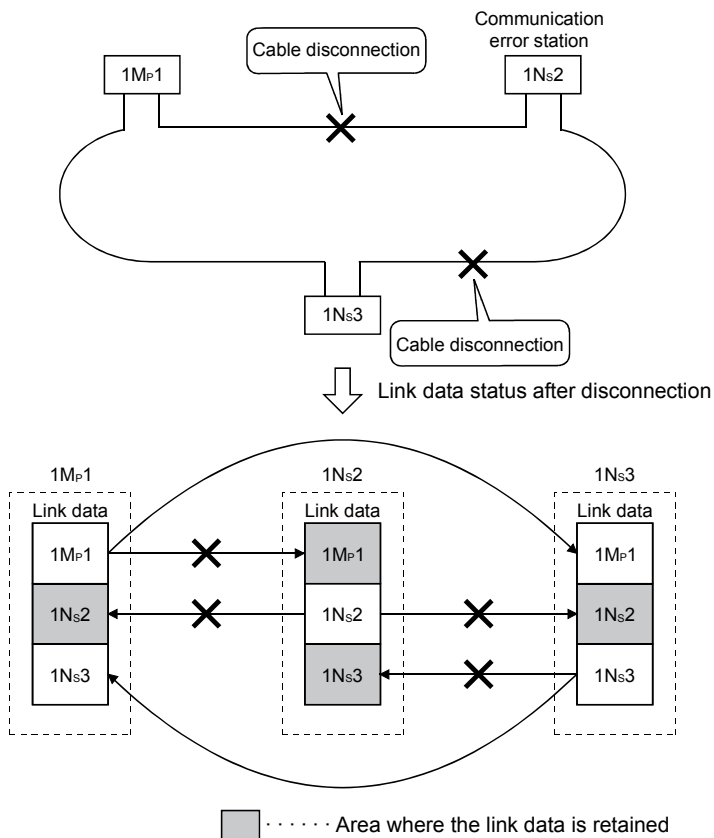 Communication
error station
Cable disconnection
1MP1
1NS2
1NS3
Cable disconnection
Link data status after disconnection
1MP1
1NS2
1NS3
Link data
Link data
Link data
1MP1
1MP1
1MP1
1NS2
1NS2
1NS2
1NS3
1NS3
1NS3
· · · · · · Area where the link data is retained